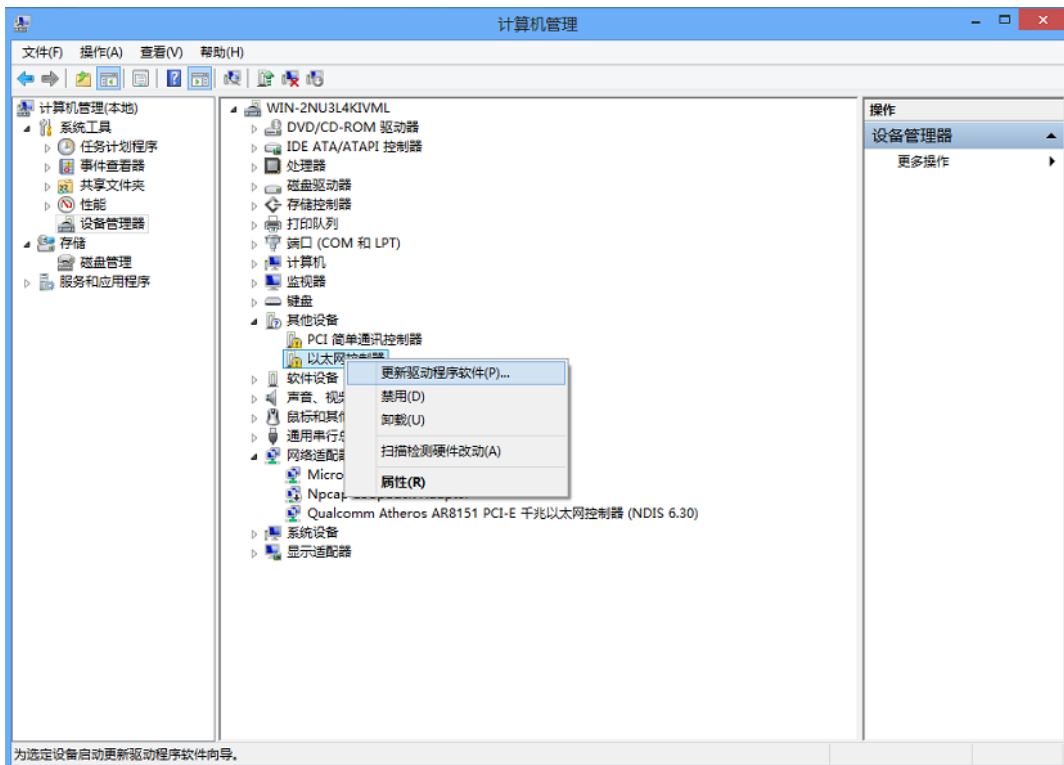 计算机管理
文件(F) 操作(A) 查看(V) 帮助(H)
计算机管理(本地)
系统工具
任务计划程序
事件查看器
共享文件夹
性能
设备管理器
存储
磁盘管理
服务和应用程序
WIN-2NU3L4KIVML
DVD/CD-ROM 驱动器
IDE ATA/ATAPI 控制器
处理器
磁盘驱动器
存储控制器
打印队列
端口 (COM 和 LPT)
计算机
监视器
键盘
其他设备
PCI 简单通讯控制器
以太网控制器
软件设备
声音、视频
鼠标和其他
通用串行总
网络适配器
Micro
Npcap Loopback Adapter
Qualcomm Atheros AR8151 PCI-E 千兆以太网控制器 (NDIS 6.30)
系统设备
显示适配器
更新驱动程序软件(P)...
禁用(D)
卸载(U)
扫描检测硬件改动(A)
属性(R)
操作
设备管理器
更多操作
为选定设备启动更新驱动程序软件向导。